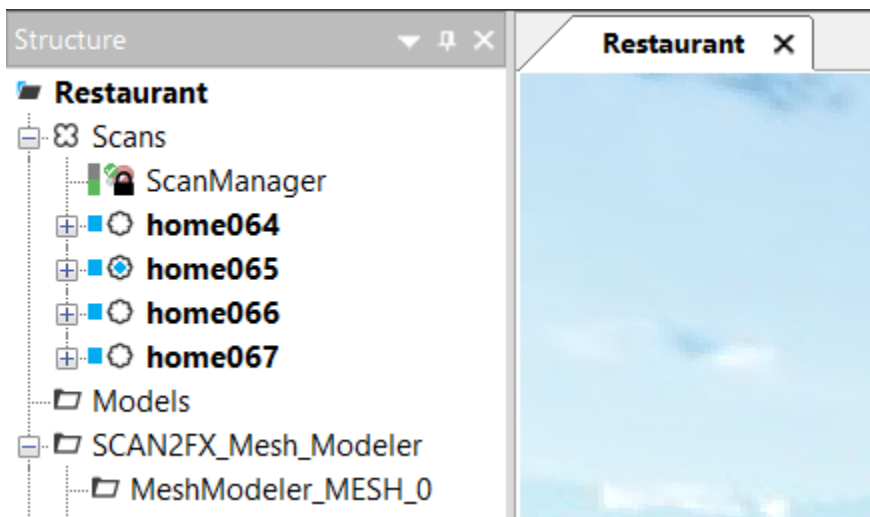 Structure
Restaurant
Restaurant
Scans
ScanManager
home064
home065
home066
home067
Models
SCAN2FX_Mesh_Modeler
MeshModeler_MESH_0